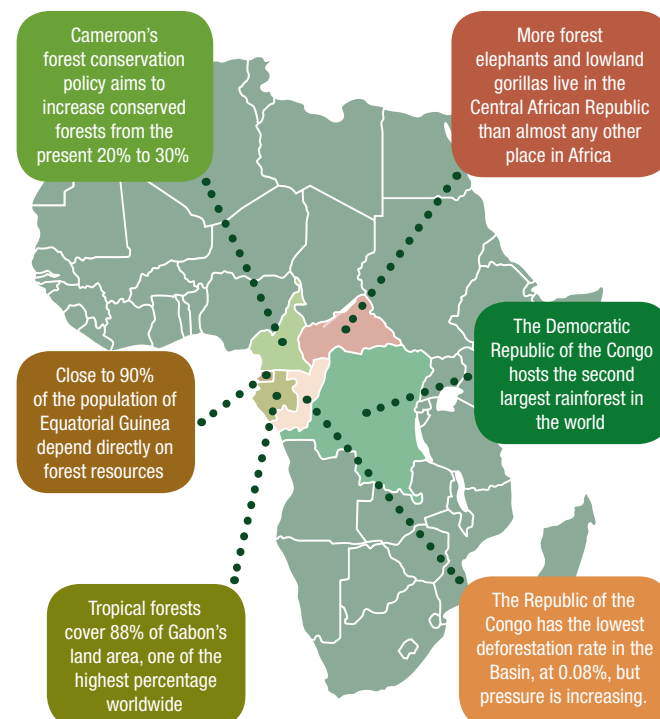 Cameroon's
forest conservation
policy aims to
increase conserved
forests from the
present 20% to 30%
More forest
elephants and lowland
gorillas live in the
Central African Republic
than almost any other
place in Africa
Close to 90%
of the population of
Equatorial Guinea
depend directly on
forest resources
The Democratic
Republic of the Congo
hosts the second
largest rainforest in
the world
Tropical forests
cover 88% of Gabon's
land area, one of the
highest percentage
worldwide
The Republic of the
Congo has the lowest
deforestation rate in the
Basin, at 0.08%, but
pressure is increasing.